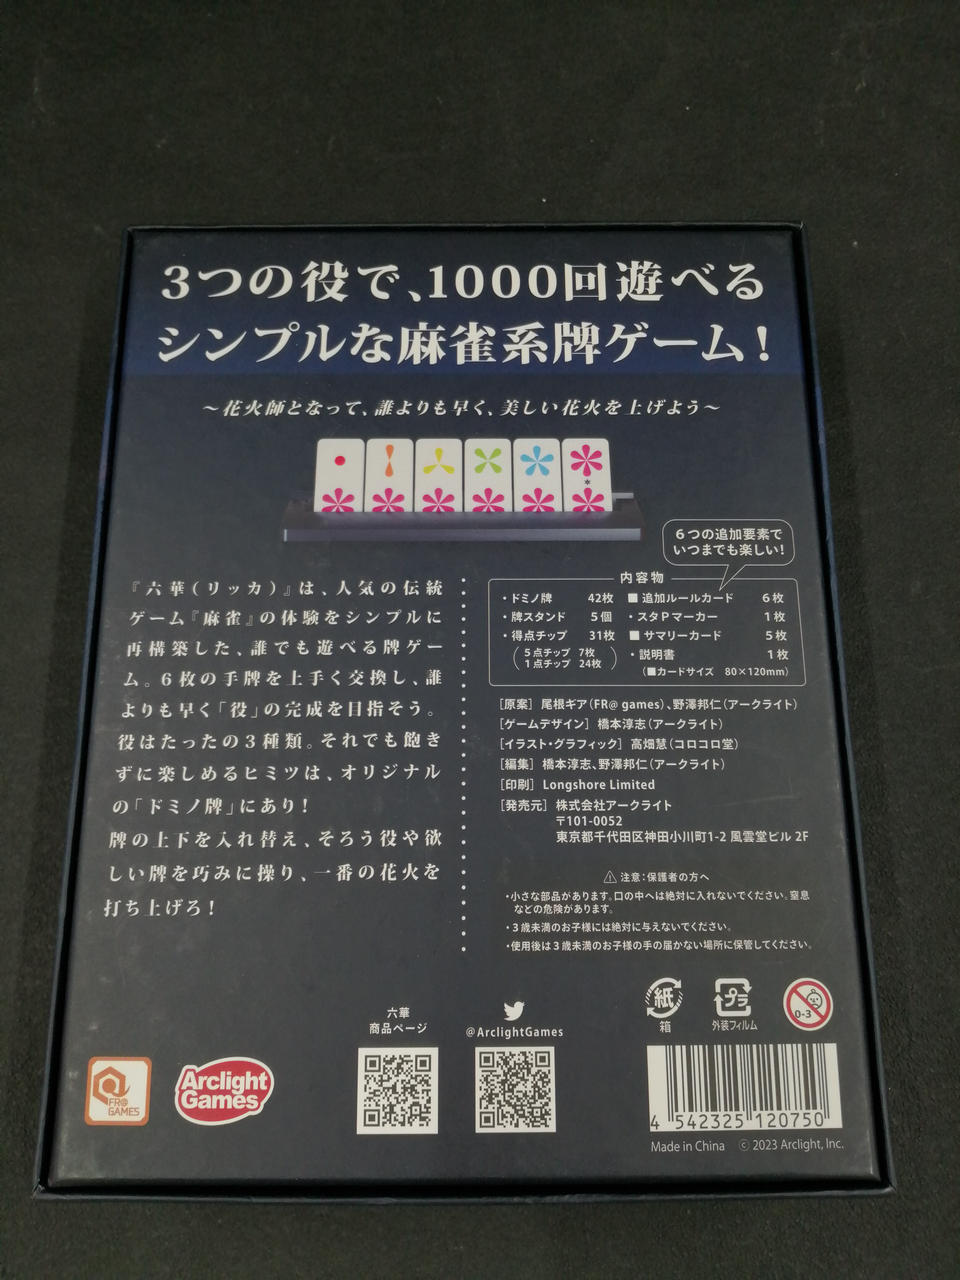 3つの役で、1000回遊べる
シンプルな麻雀系牌ゲーム!
～花火師となって、誰よりも早く、美しい花火を上げよう～
6つの追加要素で
いつまでも楽しい!
『六華(リッカ)』は、人気の伝統
ゲーム『麻雀』の体験をシンプルに
再構築した、誰でも遊べる牌ゲー
ム。6枚の手牌を上手く交換し、誰
よりも早く「役」の完成を目指そう。
役はたったの3種類。それでも飽き
ずに楽しめるヒミツは、オリジナル
の「ドミノ牌」にあり!
牌の上下を入れ替え、そろう役や欲
しい牌を巧みに操り、一番の花火を
打ち上げろ!
内容物
・ドミノ牌 42枚
・牌スタンド 5個
・得点チップ 31枚
(5点チップ 7枚
1点チップ 24枚)
■追加ルールカード 6枚
・スタPマーカー 1枚
■サマリーカード 5枚
・説明書 1枚
(■カードサイズ 80×120mm)
[原案] 尾根ギア(FR@ games)、野澤邦仁(アークライト)
[ゲームデザイン] 橋本淳志(アークライト)
[イラスト・グラフィック] 高畑慧(コロコロ堂)
[編集] 橋本淳志、野澤邦仁(アークライト)
[印刷] Longshore Limited
[発売元] 株式会社アークライト
〒101-0052
東京都千代田区神田小川町1-2 風雲堂ビル 2F
⚠注意:保護者の方へ
・小さな部品があります。口の中へは絶対に入れないでください。窒息
などの危険があります。
・3歳未満のお子様には絶対に与えないでください。
・使用後は3歳未満のお子様の手の届かない場所に保管してください。
紙
箱
プラ
外装フィルム
0-3
六華
商品ページ
@ArclightGames
FR@
GAMES
Arclight
Games
4 542325 120750
Made in China © 2023 Arclight, Inc.